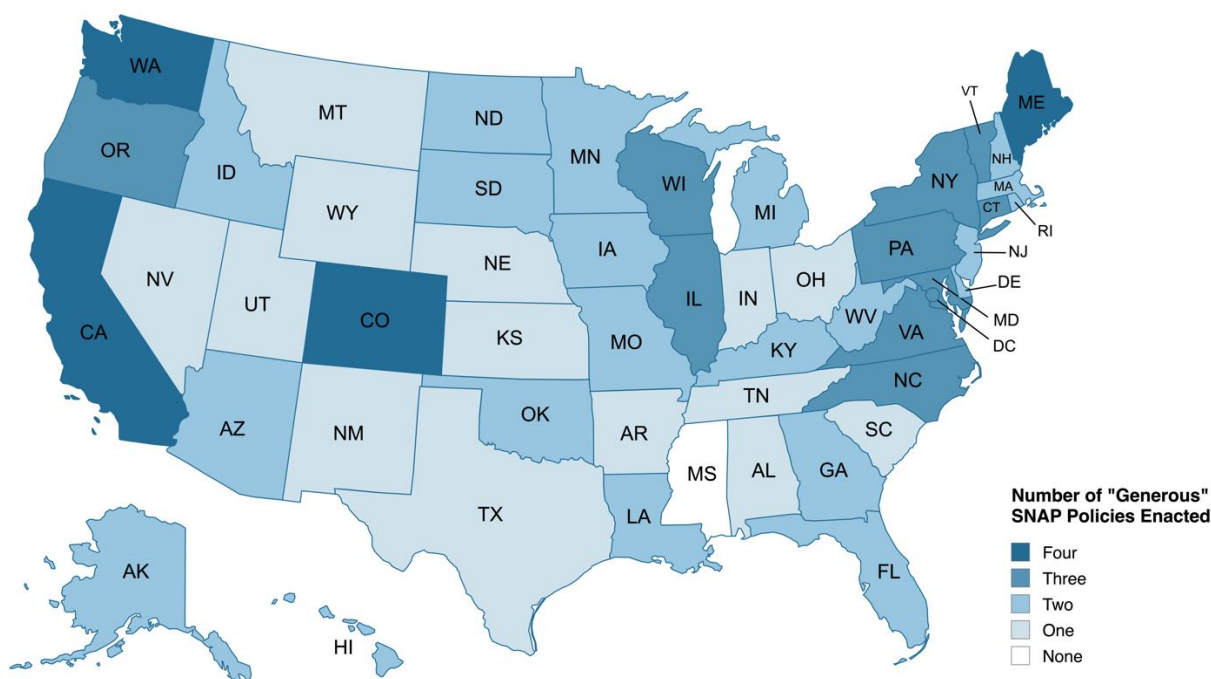 WA
MT
ND
MN
OR
ID
WY
SD
WI
MI
VT
ME
NH
NY
MA
CT
RI
NV
UT
NE
IA
PA
NJ
CA
CO
KS
IL
IN
OH
DE
MO
WV
VA
MD
DC
KY
AZ
NM
OK
AR
TN
NC
SC
TX
LA
MS
AL
GA
FL
AK
HI
Number of "Generous"
SNAP Policies Enacted
Four
Three
Two
One
None